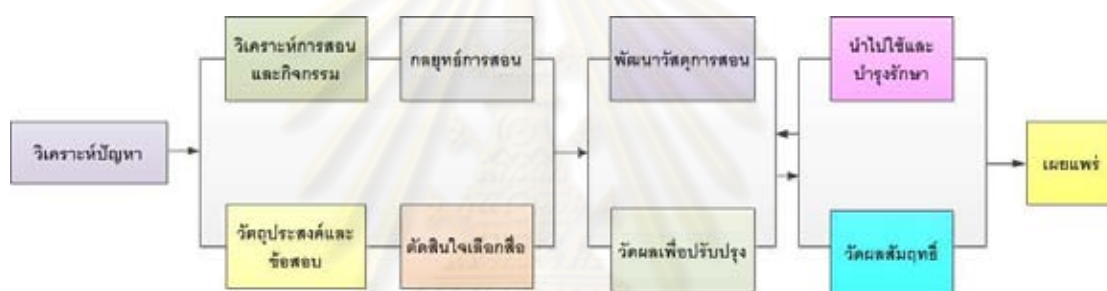 วิเคราะห์ปัญหา
วิเคราะห์การสอน
และกิจกรรม
กลยุทธ์การสอน
วัตถุประสงค์และ
ข้อสอบ
ตัดสินใจเลือกสื่อ
พัฒนาวัสดุการสอน
วัดผลเพื่อปรับปรุง
นำไปใช้และ
บำรุงรักษา
วัดผลสัมฤทธิ์
เผยแพร่